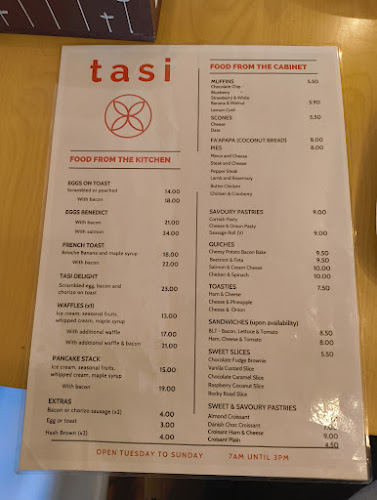 tasi
FOOD FROM THE KITCHEN
EGGS ON TOAST
Scrambled or poached 14.00
With bacon 18.00
EGGS BENEDICT
With bacon 21.00
With salmon 24.00
FRENCH TOAST
Brioche Banana and maple syrup 18.00
With bacon 22.00
TASI DELIGHT
Scrambled egg, bacon and
chorizo on toast 23.00
WAFFLES (x1)
Ice cream, seasonal fruits, 13.00
whipped cream, maple syrup
With additional waffle 17.00
With additional waffle & bacon 21.00
PANCAKE STACK
Ice cream, seasonal fruits, 15.00
whipped cream, maple syrup
With bacon 19.00
EXTRAS
Bacon or chorizo sausage (x2) 4.00
Egg or toast 3.00
Hash Brown (x2) 4.00
FOOD FROM THE CABINET
MUFFINS 5.50
Chocolate Chip
Blueberry
Strawberry & White
Banana & Walnut 5.90
Lemon Curd
SCONES 5.50
Cheese
Date
FA'APAPA (COCONUT BREAD) 8.00
PIES 8.00
Mince and Cheese
Steak and Cheese
Pepper Steak
Lamb and Rosemary
Butter Chicken
Chicken & Cranberry
SAVOURY PASTRIES 9.00
Cornish Pasty
Cheese & Onion Pasty
Sausage Roll (V) 9.00
QUICHES
Cheesy Potato Bacon Bake 9.50
Beetroot & Feta 9.50
Salmon & Cream Cheese 10.00
Chicken & Spinach 10.00
TOASTIES 7.50
Ham & Cheese
Cheese & Pineapple
Cheese & Onion
SANDWICHES (upon availability)
BLT - Bacon, Lettuce & Tomato 8.50
Ham, Cheese & Tomato 8.00
SWEET SLICES 5.50
Chocolate Fudge Brownie
Vanilla Custard Slice
Chocolate Caramel Slice
Raspberry Coconut Slice
Rocky Road Slice
SWEET & SAVOURY PASTRIES
Almond Croissant 7.00
Danish Choc Croissant
Croissant Ham & Cheese 9.00
Croissant Plain 4.50
OPEN TUESDAY TO SUNDAY 7AM UNTIL 3PM